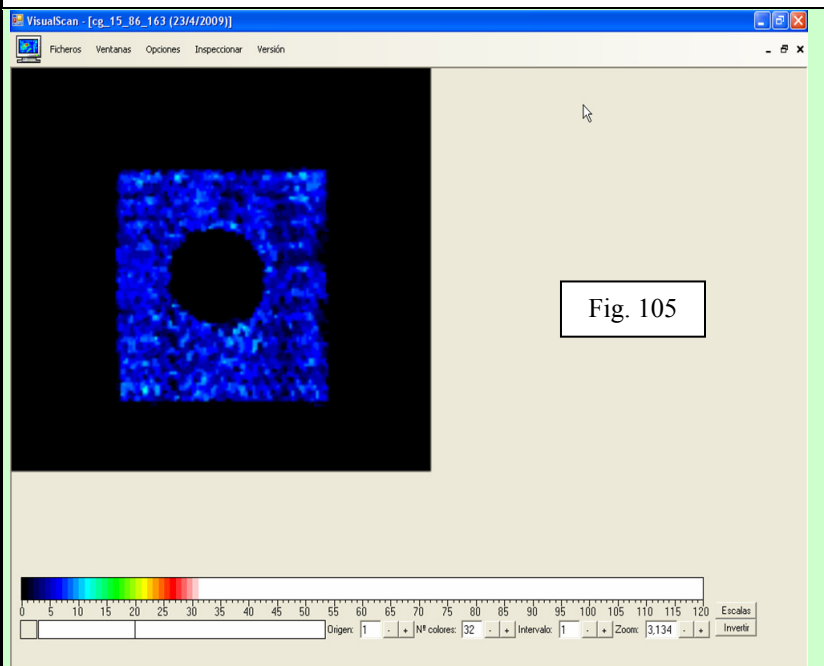 VisualScan - [cg_15_86_163 (23/4/2009)]
Ficheros Ventanas Opciones Inspeccionar Versión
Fig. 105
0 5 10 15 20 25 30 35 40 45 50 55 60 65 70 75 80 85 90 95 100 105 110 115 120
Escalas
Origen: 1 - + Nº colores: 32 - + Intervalo: 1 - + Zoom: 3,134 - + Invertir